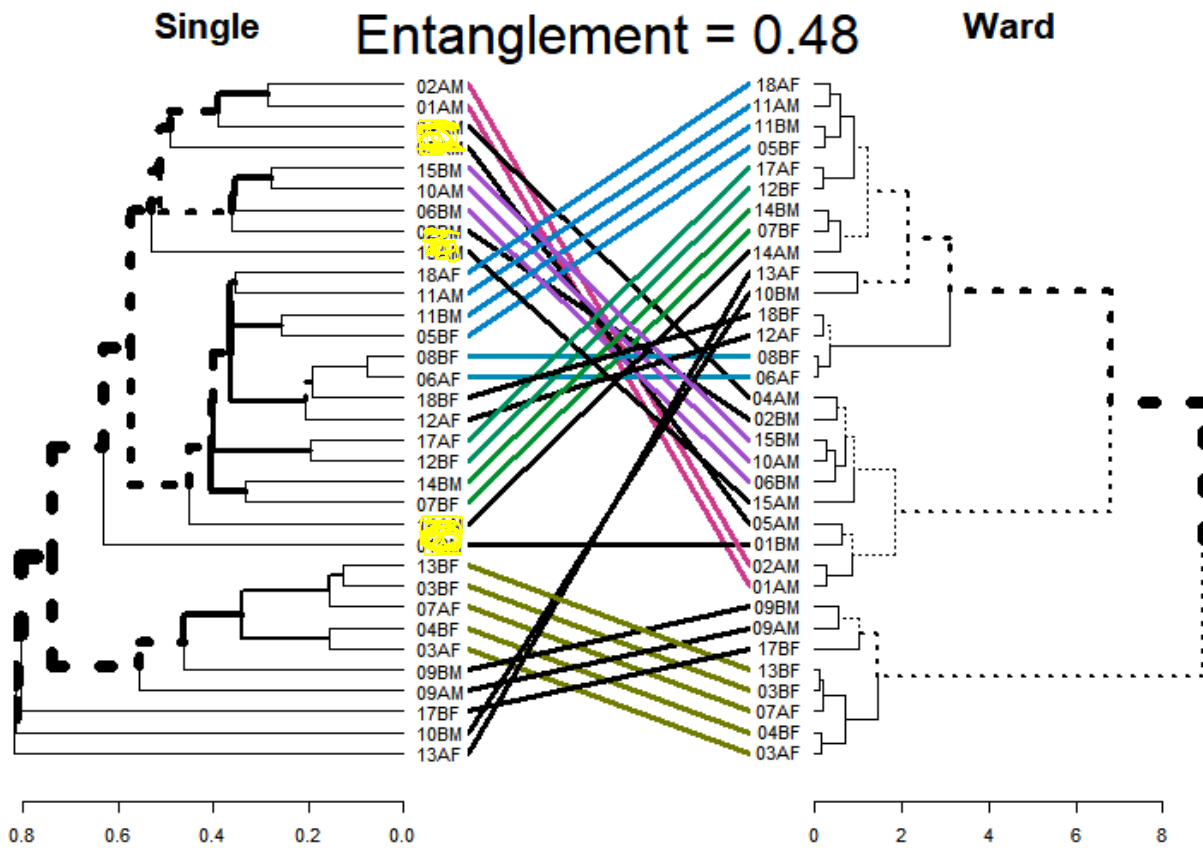 Single
Entanglement = 0.48
Ward
02AM
01AM
15BM
10AM
06BM
18AF
11AM
11BM
05BF
08BF
06AF
18BF
12AF
17AF
12BF
14BM
07BF
13BF
03BF
07AF
04BF
03AF
09BM
09AM
17BF
10BM
13AF
18AF
11AM
11BM
05BF
17AF
12BF
14BM
07BF
14AM
13AF
10BM
18BF
12AF
08BF
06AF
04AM
02BM
15BM
10AM
06BM
15AM
05AM
01BM
02AM
01AM
09BM
09AM
17BF
13BF
03BF
07AF
04BF
03AF
0.8 0.6 0.4 0.2 0.0
0 2 4 6 8